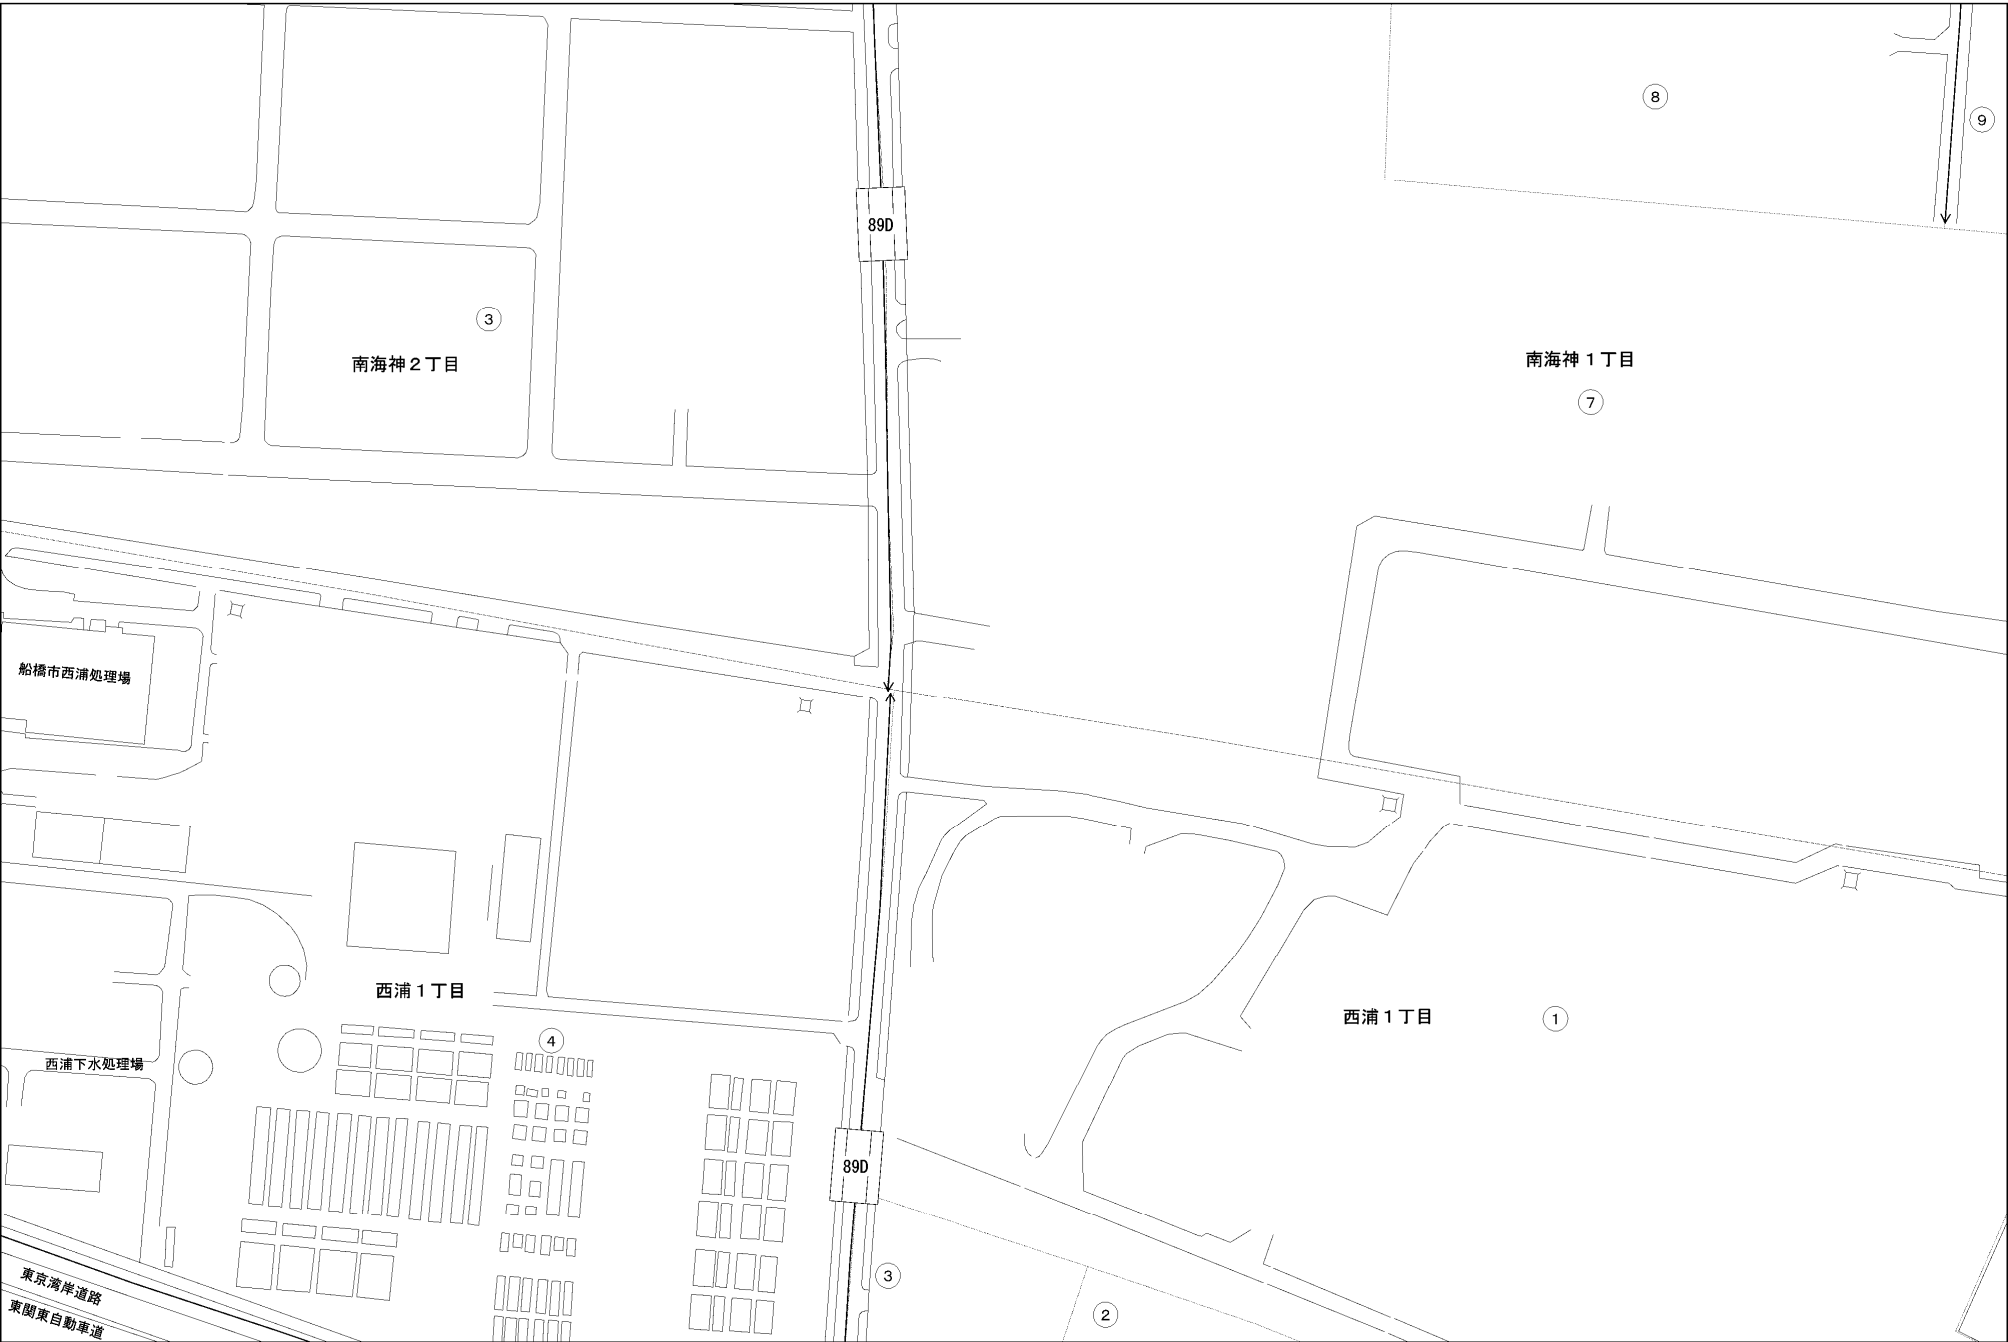 8
9
89D
3
南海神２丁目
南海神１丁目
7
船橋市西浦処理場
西浦１丁目
西浦１丁目
1
4
西浦下水処理場
89D
3
東京湾岸道路
2
東関東自動車道